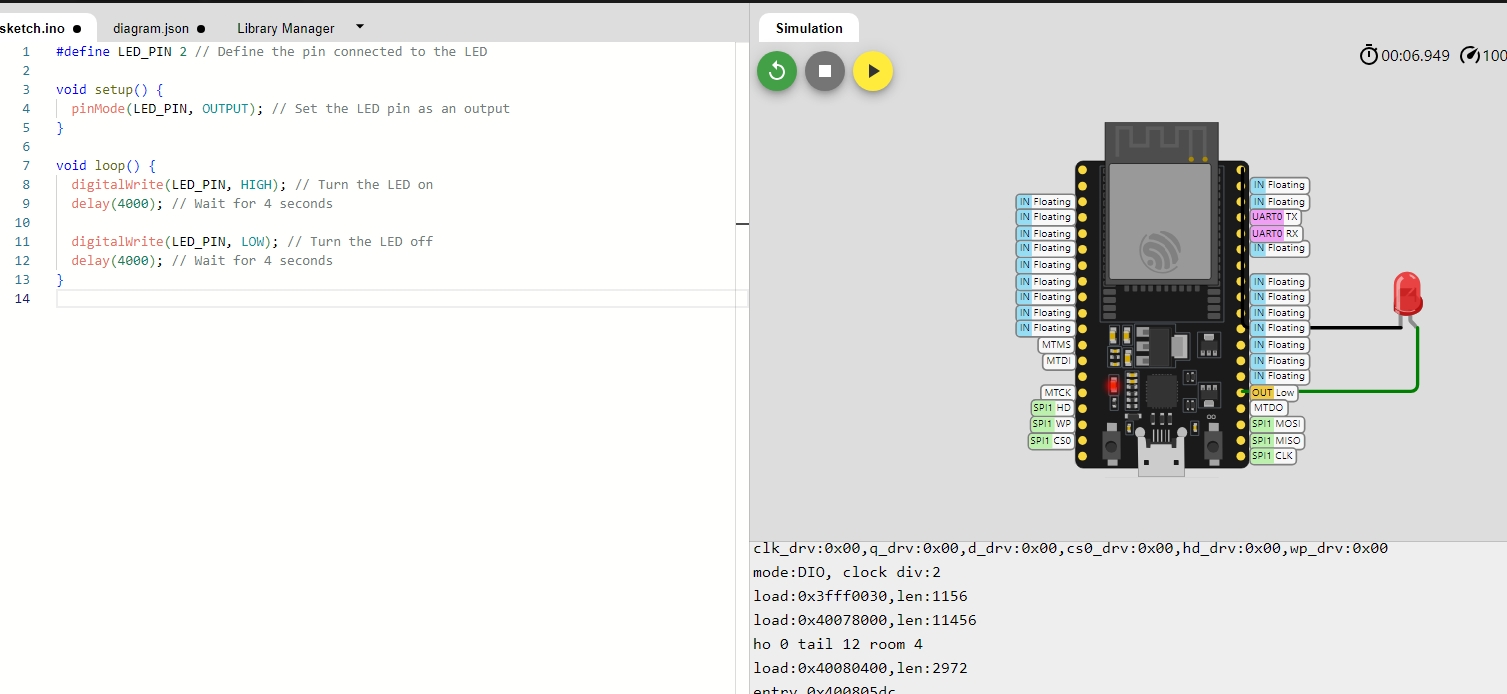 sketch.ino ● diagram.json ● Library Manager
1 #define LED_PIN 2 // Define the pin connected to the LED
2
3 void setup() {
4 pinMode(LED_PIN, OUTPUT); // Set the LED pin as an output
5 }
6
7 void loop() {
8 digitalWrite(LED_PIN, HIGH); // Turn the LED on
9 delay(4000); // Wait for 4 seconds
10
11 digitalWrite(LED_PIN, LOW); // Turn the LED off
12 delay(4000); // Wait for 4 seconds
13 }
14
Simulation
00:06.949 100
IN Floating
IN Floating
IN Floating
IN Floating
IN Floating
IN Floating
IN Floating
IN Floating
IN Floating
MTMS
MTDI
MTCK
SPI1 HD
SPI1 WP
SPI1 CS0
IN Floating
IN Floating
UART0 TX
UART0 RX
IN Floating
IN Floating
IN Floating
IN Floating
IN Floating
IN Floating
IN Floating
IN Floating
OUT Low
MTDO
SPI1 MOSI
SPI1 MISO
SPI1 CLK
clk_drv:0x00,q_drv:0x00,d_drv:0x00,cs0_drv:0x00,hd_drv:0x00,wp_drv:0x00
mode:DIO, clock div:2
load:0x3fff0030,len:1156
load:0x40078000,len:11456
ho 0 tail 12 room 4
load:0x40080400,len:2972
entry 0x400805dc